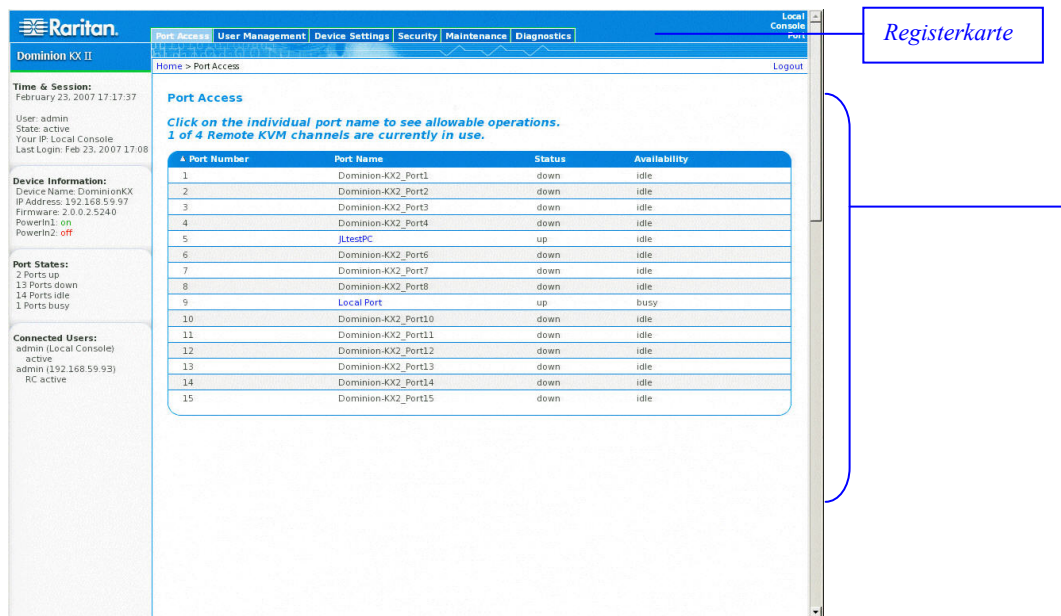 Raritan.
Dominion KX II
Local
Console
Port
Port Access User Management Device Settings Security Maintenance Diagnostics
Home > Port Access Logout
Registerkarte
Time & Session:
February 23, 2007 17:17:37
User: admin
State: active
Your IP: Local Console
Last Login: Feb 23, 2007 17:08
Device Information:
Device Name: DominionKX
IP Address: 192.168.59.97
Firmware: 2.0.0.2.5240
PowerIn1: on
PowerIn2: off
Port States:
2 Ports up
13 Ports down
14 Ports idle
1 Ports busy
Connected Users:
admin (Local Console)
active
admin (192.168.59.93)
RC active
Port Access
Click on the individual port name to see allowable operations.
1 of 4 Remote KVM channels are currently in use.
▲ Port Number Port Name Status Availability
1 Dominion-KX2_Port1 down idle
2 Dominion-KX2_Port2 down idle
3 Dominion-KX2_Port3 down idle
4 Dominion-KX2_Port4 down idle
5 JLtestPC up idle
6 Dominion-KX2_Port6 down idle
7 Dominion-KX2_Port7 down idle
8 Dominion-KX2_Port8 down idle
9 Local Port up busy
10 Dominion-KX2_Port10 down idle
11 Dominion-KX2_Port11 down idle
12 Dominion-KX2_Port12 down idle
13 Dominion-KX2_Port13 down idle
14 Dominion-KX2_Port14 down idle
15 Dominion-KX2_Port15 down idle